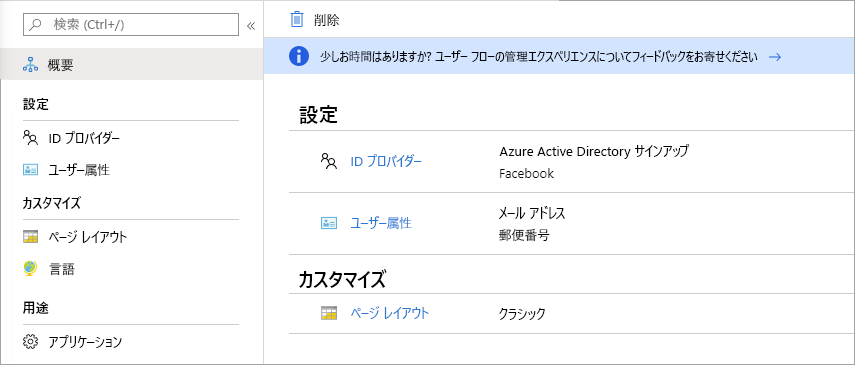 検索 (Ctrl+/)
«
概要
設定
ID プロバイダー
ユーザー属性
カスタマイズ
ページ レイアウト
言語
用途
アプリケーション
削除
少しお時間はありますか? ユーザー フローの管理エクスペリエンスについてフィードバックをお寄せください →
設定
ID プロバイダー
Azure Active Directory サインアップ
Facebook
ユーザー属性
メール アドレス
郵便番号
カスタマイズ
ページ レイアウト
クラシック